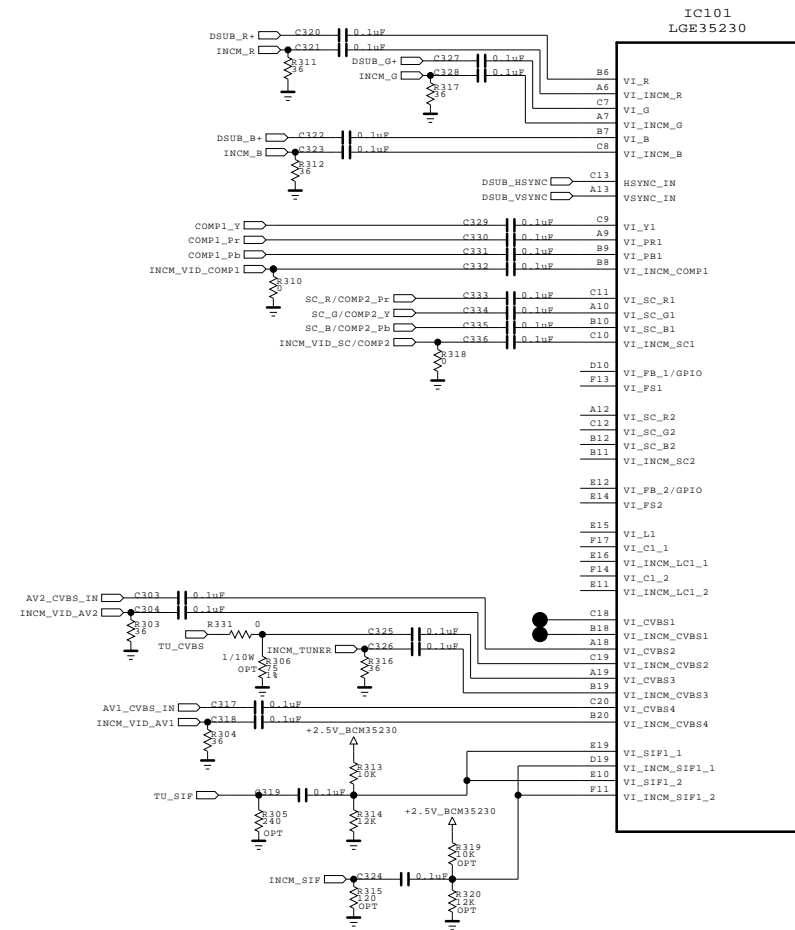 IC101
LGE35230
DSUB_R+ C320 0.1uF
INCM_R C321 0.1uF
R311
36
DSUB_G+ C327 0.1uF
INCM_G C328 0.1uF
R317
36
B6 VI_R
A6 VI_INCM_R
C7 VI_G
A7 VI_INCM_G
DSUB_B+ C322 0.1uF B7 VI_B
INCM_B C323 0.1uF C8 VI_INCM_B
R312
36
DSUB_HSYNC C13 HSYNC_IN
DSUB_VSYNC A13 VSYNC_IN
COMP1_Y C329 0.1uF C9 VI_Y1
COMP1_Pr C330 0.1uF A9 VI_PR1
COMP1_Pb C331 0.1uF B9 VI_PB1
INCM_VID_COMP1 C332 0.1uF B8 VI_INCM_COMP1
R310
0
SC_R/COMP2_Pr C333 0.1uF C11 VI_SC_R1
SC_G/COMP2_Y C334 0.1uF A10 VI_SC_G1
SC_B/COMP2_Pb C335 0.1uF B10 VI_SC_B1
INCM_VID_SC/COMP2 C336 0.1uF C10 VI_INCM_SC1
R318
0
D10 VI_FB_1/GPIO
F13 VI_FS1
A12 VI_SC_R2
C12 VI_SC_G2
B12 VI_SC_B2
B11 VI_INCM_SC2
E12 VI_FB_2/GPIO
E14 VI_FS2
E15 VI_L1
F17 VI_C1_1
E16 VI_INCM_LC1_1
F14 VI_C1_2
E11 VI_INCM_LC1_2
AV2_CVBS_IN C303 0.1uF
INCM_VID_AV2 C304 0.1uF
R303
36
C18 VI_CVBS1
B18 VI_INCM_CVBS1
A18 VI_CVBS2
C19 VI_INCM_CVBS2
A19 VI_CVBS3
B19 VI_INCM_CVBS3
C20 VI_CVBS4
B20 VI_INCM_CVBS4
R331 0
TU_CVBS C325 0.1uF
INCM_TUNER C326 0.1uF
1/10W R306
OPT 75
1%
R316
36
AV1_CVBS_IN C317 0.1uF
INCM_VID_AV1 C318 0.1uF
R304
36
+2.5V_BCM35230
R313
10K
E19 VI_SIF1_1
D19 VI_INCM_SIF1_1
E10 VI_SIF1_2
F11 VI_INCM_SIF1_2
TU_SIF C319 0.1uF
R305
240
OPT
R314
12K
+2.5V_BCM35230
R319
10K
OPT
INCM_SIF C324 0.1uF
R315
120
OPT
R320
12K
OPT